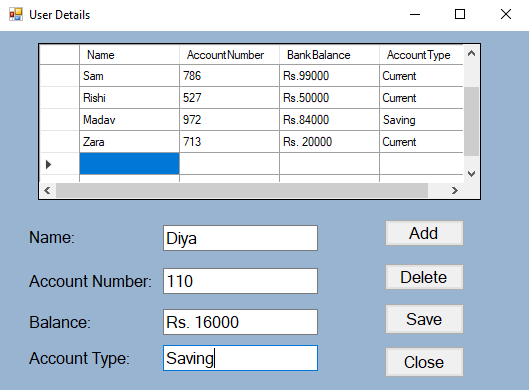 User Details
Name AccountNumber BankBalance AccountType
Sam 786 Rs.99000 Current
Rishi 527 Rs.50000 Current
Madav 972 Rs.84000 Saving
Zara 713 Rs. 20000 Current
Name: Diya Add
Account Number: 110 Delete
Balance: Rs. 16000 Save
Account Type: Saving Close